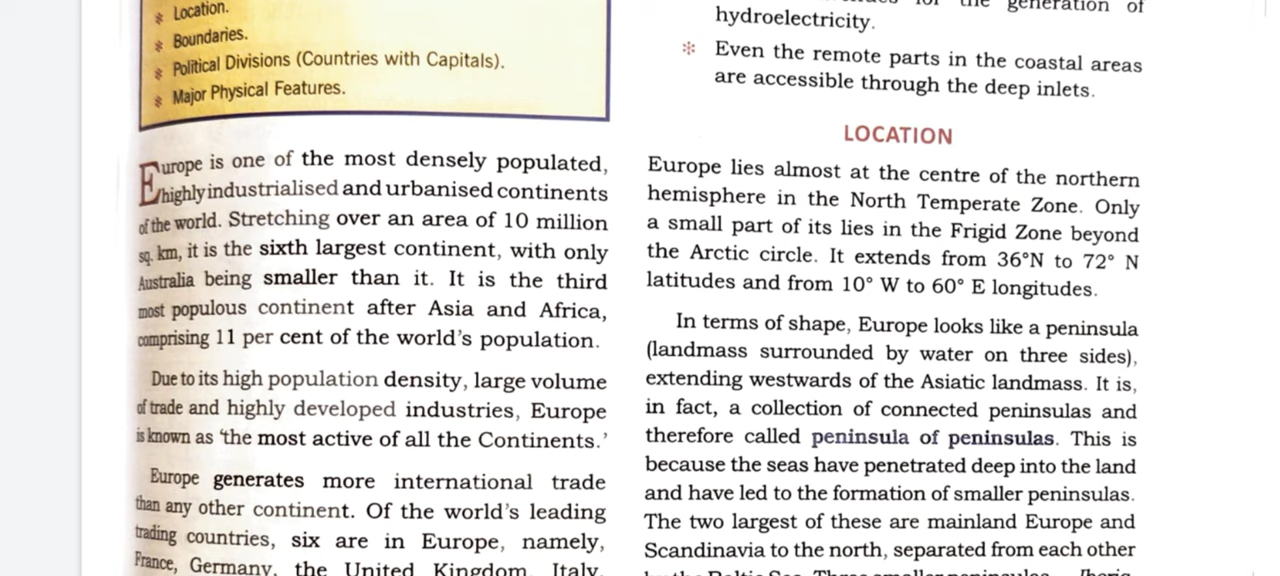 * Location.
* Boundaries.
* Political Divisions (Countries with Capitals).
* Major Physical Features.
Europe is one of the most densely populated,
highly industrialised and urbanised continents
of the world. Stretching over an area of 10 million
sq. km, it is the sixth largest continent, with only
Australia being smaller than it. It is the third
most populous continent after Asia and Africa,
comprising 11 per cent of the world's population.
Due to its high population density, large volume
of trade and highly developed industries, Europe
is known as 'the most active of all the Continents.'
Europe generates more international trade
than any other continent. Of the world's leading
trading countries, six are in Europe, namely,
France, Germany, the United Kingdom, Italy,
the generation of
hydroelectricity.
* Even the remote parts in the coastal areas
are accessible through the deep inlets.
LOCATION
Europe lies almost at the centre of the northern
hemisphere in the North Temperate Zone. Only
a small part of its lies in the Frigid Zone beyond
the Arctic circle. It extends from 36°N to 72° N
latitudes and from 10° W to 60° E longitudes.
In terms of shape, Europe looks like a peninsula
(landmass surrounded by water on three sides),
extending westwards of the Asiatic landmass. It is,
in fact, a collection of connected peninsulas and
therefore called peninsula of peninsulas. This is
because the seas have penetrated deep into the land
and have led to the formation of smaller peninsulas.
The two largest of these are mainland Europe and
Scandinavia to the north, separated from each other